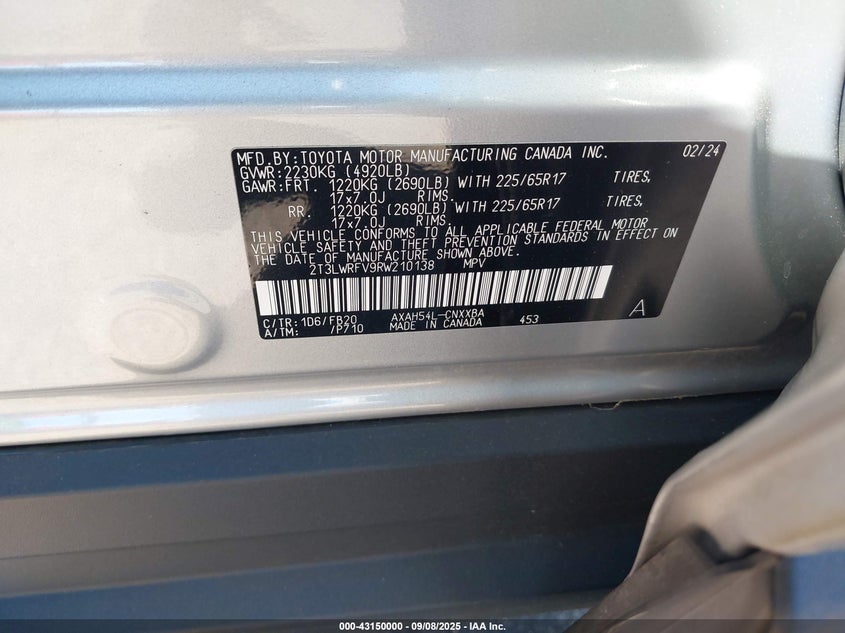 MFD.BY:TOYOTA MOTOR MANUFACTURING CANADA INC. 02/24
GVWR:2230KG (4920LB)
GAWR:FRT. 1220KG (2690LB) WITH 225/65R17 TIRES,
17x7.0J RIMS.
RR. 1220KG (2690LB) WITH 225/65R17 TIRES,
17x7.0J RIMS.
THIS VEHICLE CONFORMS TO ALL APPLICABLE FEDERAL MOTOR
VEHICLE SAFETY AND THEFT PREVENTION STANDARDS IN EFFECT ON
THE DATE OF MANUFACTURE SHOWN ABOVE.
2T3LWRFV9RW210138 MPV
C/TR:1D6/FB20 AXAH54L-CNXXBA A
A/TM: /P710 MADE IN CANADA 453
000-43150000 - 09/08/2025 - IAA Inc.